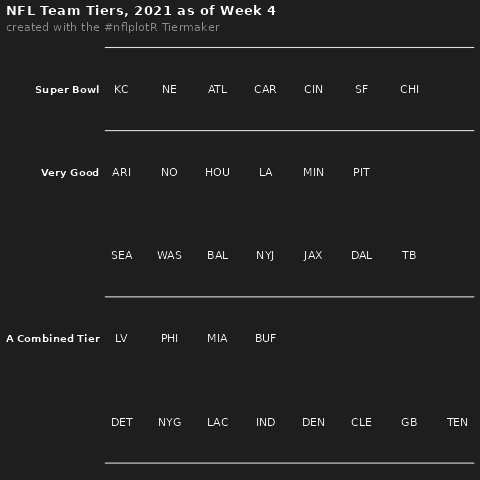 NFL Team Tiers, 2021 as of Week 4
created with the #nflplotR Tiermaker
Super Bowl KC NE ATL CAR CIN SF CHI
Very Good ARI NO HOU LA MIN PIT
SEA WAS BAL NYJ JAX DAL TB
A Combined Tier LV PHI MIA BUF
DET NYG LAC IND DEN CLE GB TEN